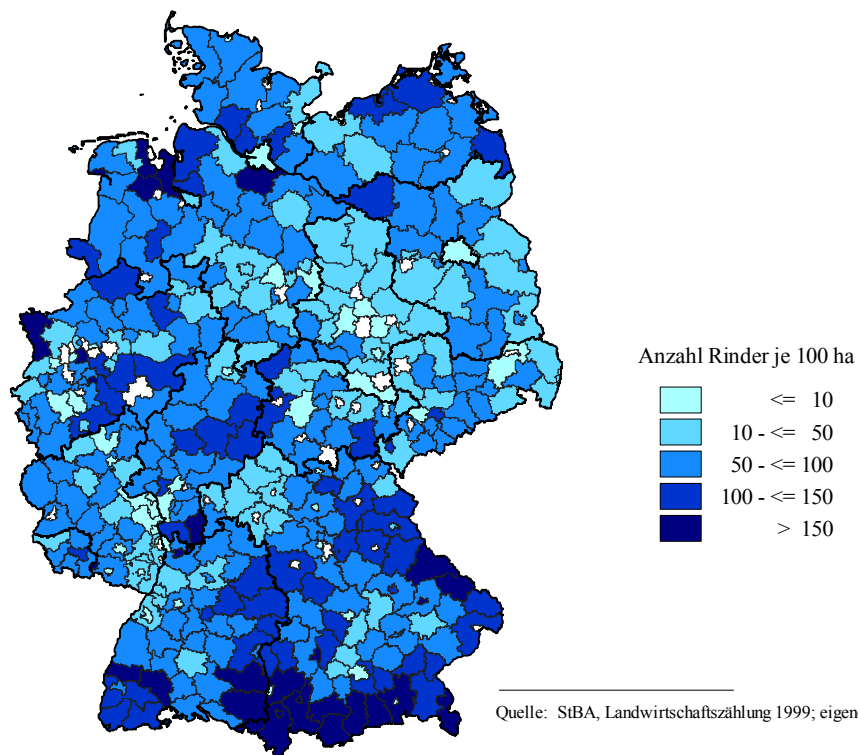 Anzahl Rinder je 100 ha
<= 10
10 - <= 50
50 - <= 100
100 - <= 150
> 150
Quelle: StBA, Landwirtschaftszählung 1999; eigen